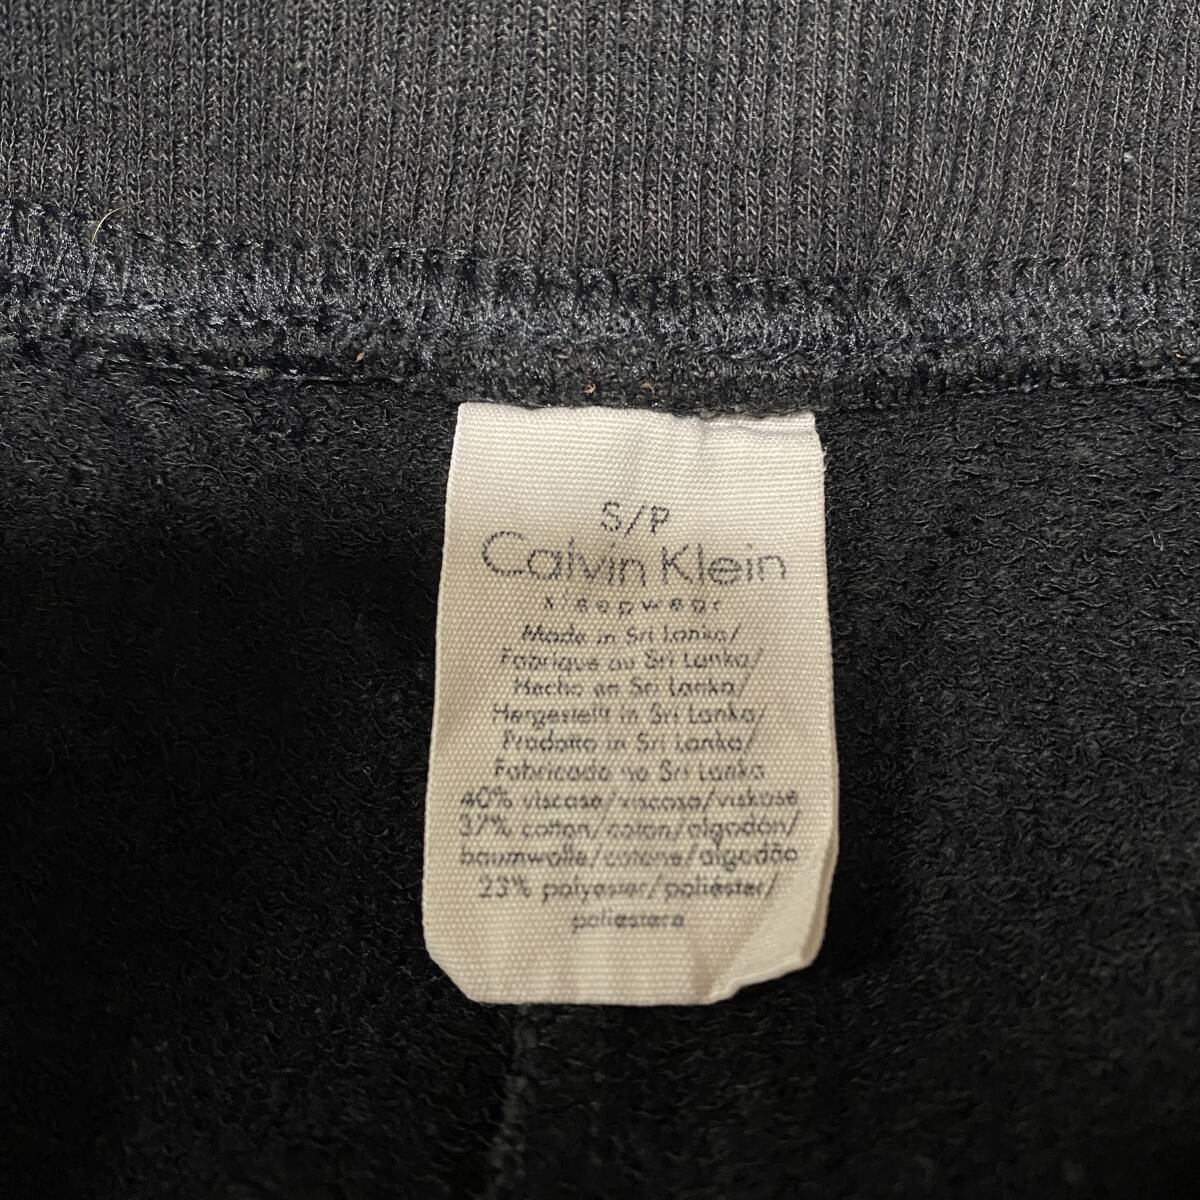 S/P
Calvin Klein
sleepwear
Made in Sri Lanka/
Fabrique au Sri Lanka/
Hecho en Sri Lanka/
Hergestellt in Sri Lanka/
Prodotto in Sri Lanka/
Fabricado no Sri Lanka
40% viscose/viscosa/viskose
37% cotton/coton/algodón/
baumwolle/cotone/algodão
23% polyester/poliéster/
poliestere